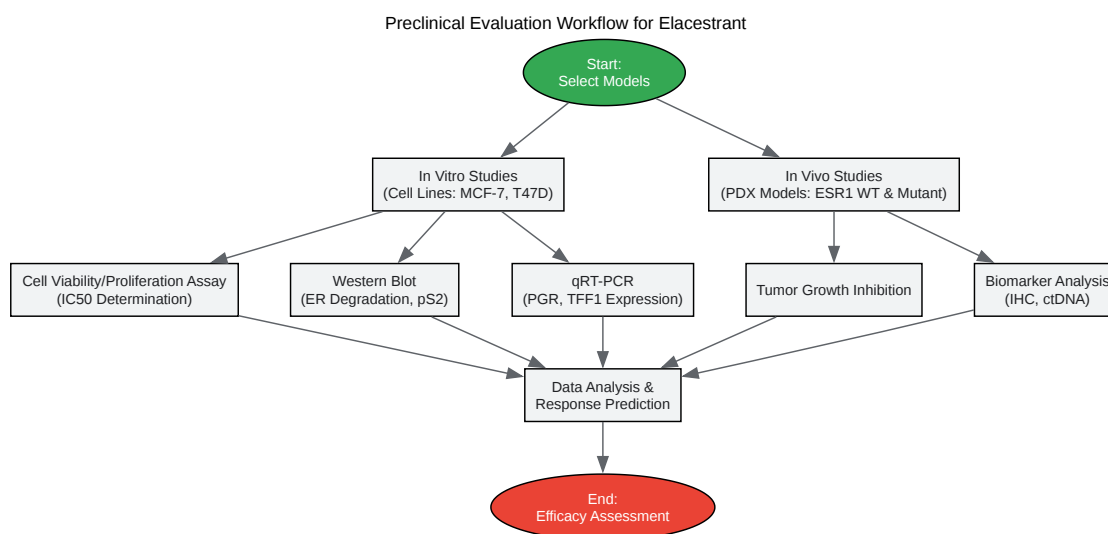 Preclinical Evaluation Workflow for Elacestrant
Start:
Select Models
In Vitro Studies
(Cell Lines: MCF-7, T47D)
In Vivo Studies
(PDX Models: ESR1 WT & Mutant)
Cell Viability/Proliferation Assay
(IC50 Determination)
Western Blot
(ER Degradation, pS2)
qRT-PCR
(PGR, TFF1 Expression)
Tumor Growth Inhibition
Biomarker Analysis
(IHC, ctDNA)
Data Analysis &
Response Prediction
End:
Efficacy Assessment